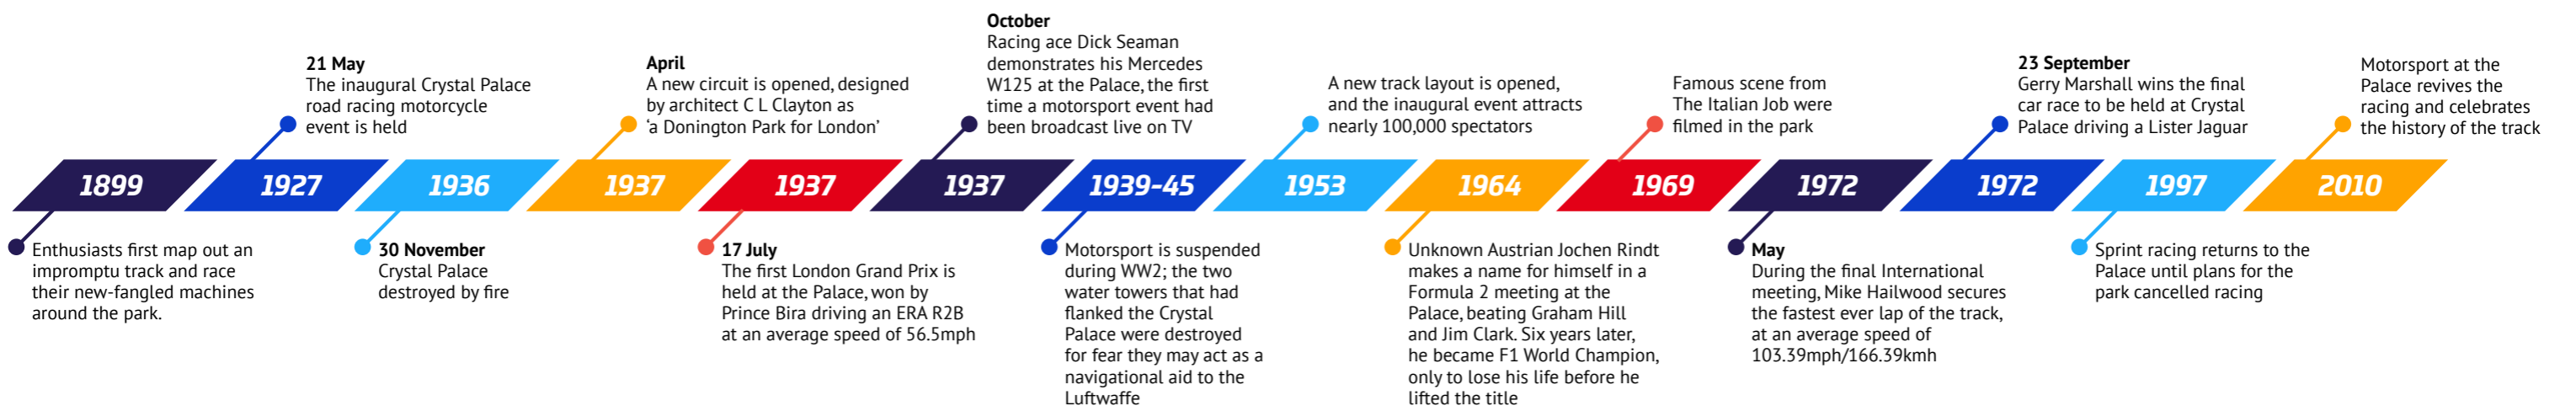 1899
Enthusiasts first map out an
impromptu track and race
their new-fangled machines
around the park.
21 May
The inaugural Crystal Palace
road racing motorcycle
event is held
1927
1936
30 November
Crystal Palace
destroyed by fire
April
A new circuit is opened, designed
by architect C L Clayton as
‘a Donington Park for London’
1937
1937
17 July
The first London Grand Prix is
held at the Palace, won by
Prince Bira driving an ERA R2B
at an average speed of 56.5mph
October
Racing ace Dick Seaman
demonstrates his Mercedes
W125 at the Palace, the first
time a motorsport event had
been broadcast live on TV
1937
1939-45
Motorsport is suspended
during WW2; the two
water towers that had
flanked the Crystal
Palace were destroyed
for fear they may act as a
navigational aid to the
Luftwaffe
A new track layout is opened,
and the inaugural event attracts
nearly 100,000 spectators
1953
1964
Unknown Austrian Jochen Rindt
makes a name for himself in a
Formula 2 meeting at the
Palace, beating Graham Hill
and Jim Clark. Six years later,
he became F1 World Champion,
only to lose his life before he
lifted the title
Famous scene from
The Italian Job were
filmed in the park
1969
1972
May
During the final International
meeting, Mike Hailwood secures
the fastest ever lap of the track,
at an average speed of
103.39mph/166.39kmh
23 September
Gerry Marshall wins the final
car race to be held at Crystal
Palace driving a Lister Jaguar
1972
1997
Sprint racing returns to the
Palace until plans for the
park cancelled racing
Motorsport at the
Palace revives the
racing and celebrates
the history of the track
2010